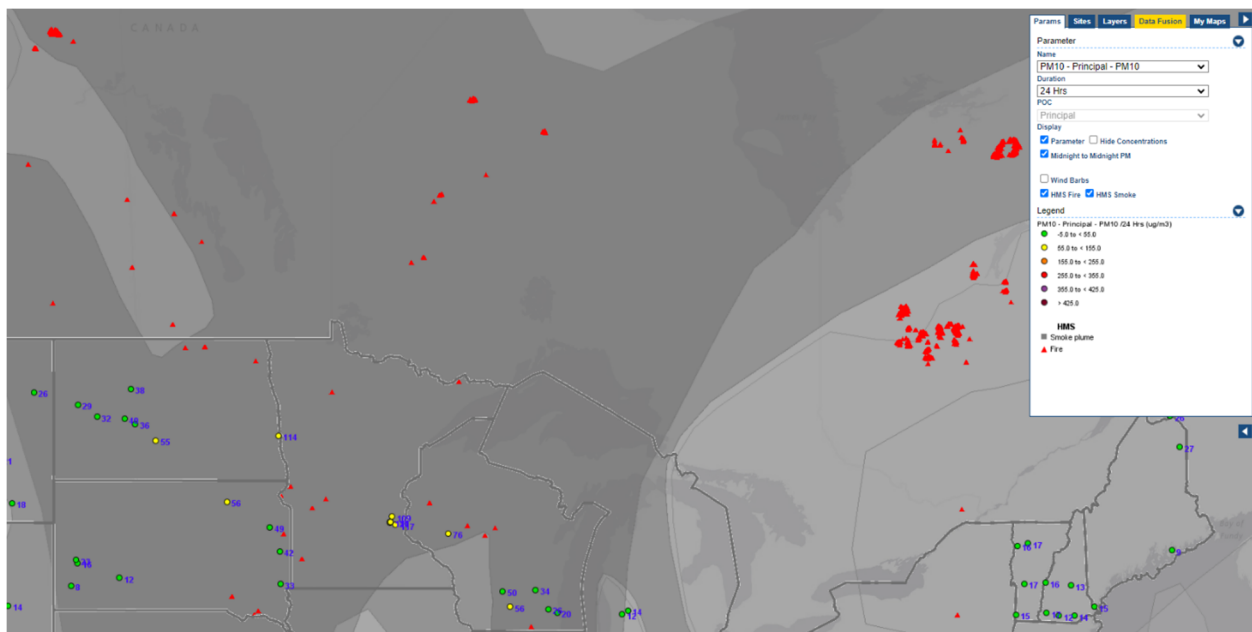 CANADA
Params Sites Layers Data Fusion My Maps
Parameter
Name
PM10 - Principal - PM10
Duration
24 Hrs
POC
Principal
Display
Parameter Hide Concentrations
Midnight to Midnight PM
Wind Barbs
HMS Fire HMS Smoke
Legend
PM10 - Principal - PM10 /24 Hrs (ug/m3)
-5.0 to < 55.0
55.0 to < 155.0
155.0 to < 255.0
255.0 to < 355.0
355.0 to < 425.0
> 425.0
HMS
Smoke plume
Fire
26
38
29
32
36
55
114
18
56
49
42
33
12
8
14
76
50
34
56
20
14
12
27
16
17
9
17
16
13
15
15
12
14